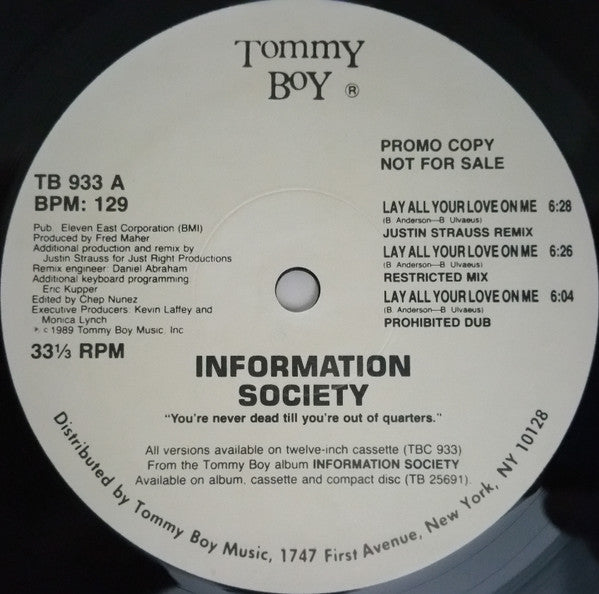 TOMMY
BOY ®
PROMO COPY
NOT FOR SALE
TB 933 A
BPM: 129
Pub. Eleven East Corporation (BMI)
Produced by Fred Maher
Additional production and remix by
Justin Strauss for Just Right Productions
Remix engineer: Daniel Abraham
Additional keyboard programming:
Eric Kupper
Edited by Chep Nunez
Executive Producers: Kevin Laffey and
Monica Lynch
℗ © 1989 Tommy Boy Music, Inc
33⅓ RPM
LAY ALL YOUR LOVE ON ME 6:28
(B. Anderson—B. Ulvaeus)
JUSTIN STRAUSS REMIX
LAY ALL YOUR LOVE ON ME 6:26
(B. Anderson—B. Ulvaeus)
RESTRICTED MIX
LAY ALL YOUR LOVE ON ME 6:04
(B. Anderson—B. Ulvaeus)
PROHIBITED DUB
INFORMATION
SOCIETY
"You're never dead till you're out of quarters."
All versions available on twelve-inch cassette (TBC 933)
From the Tommy Boy album INFORMATION SOCIETY
Available on album, cassette and compact disc (TB 25691).
Distributed by Tommy Boy Music, 1747 First Avenue, New York, NY 10128